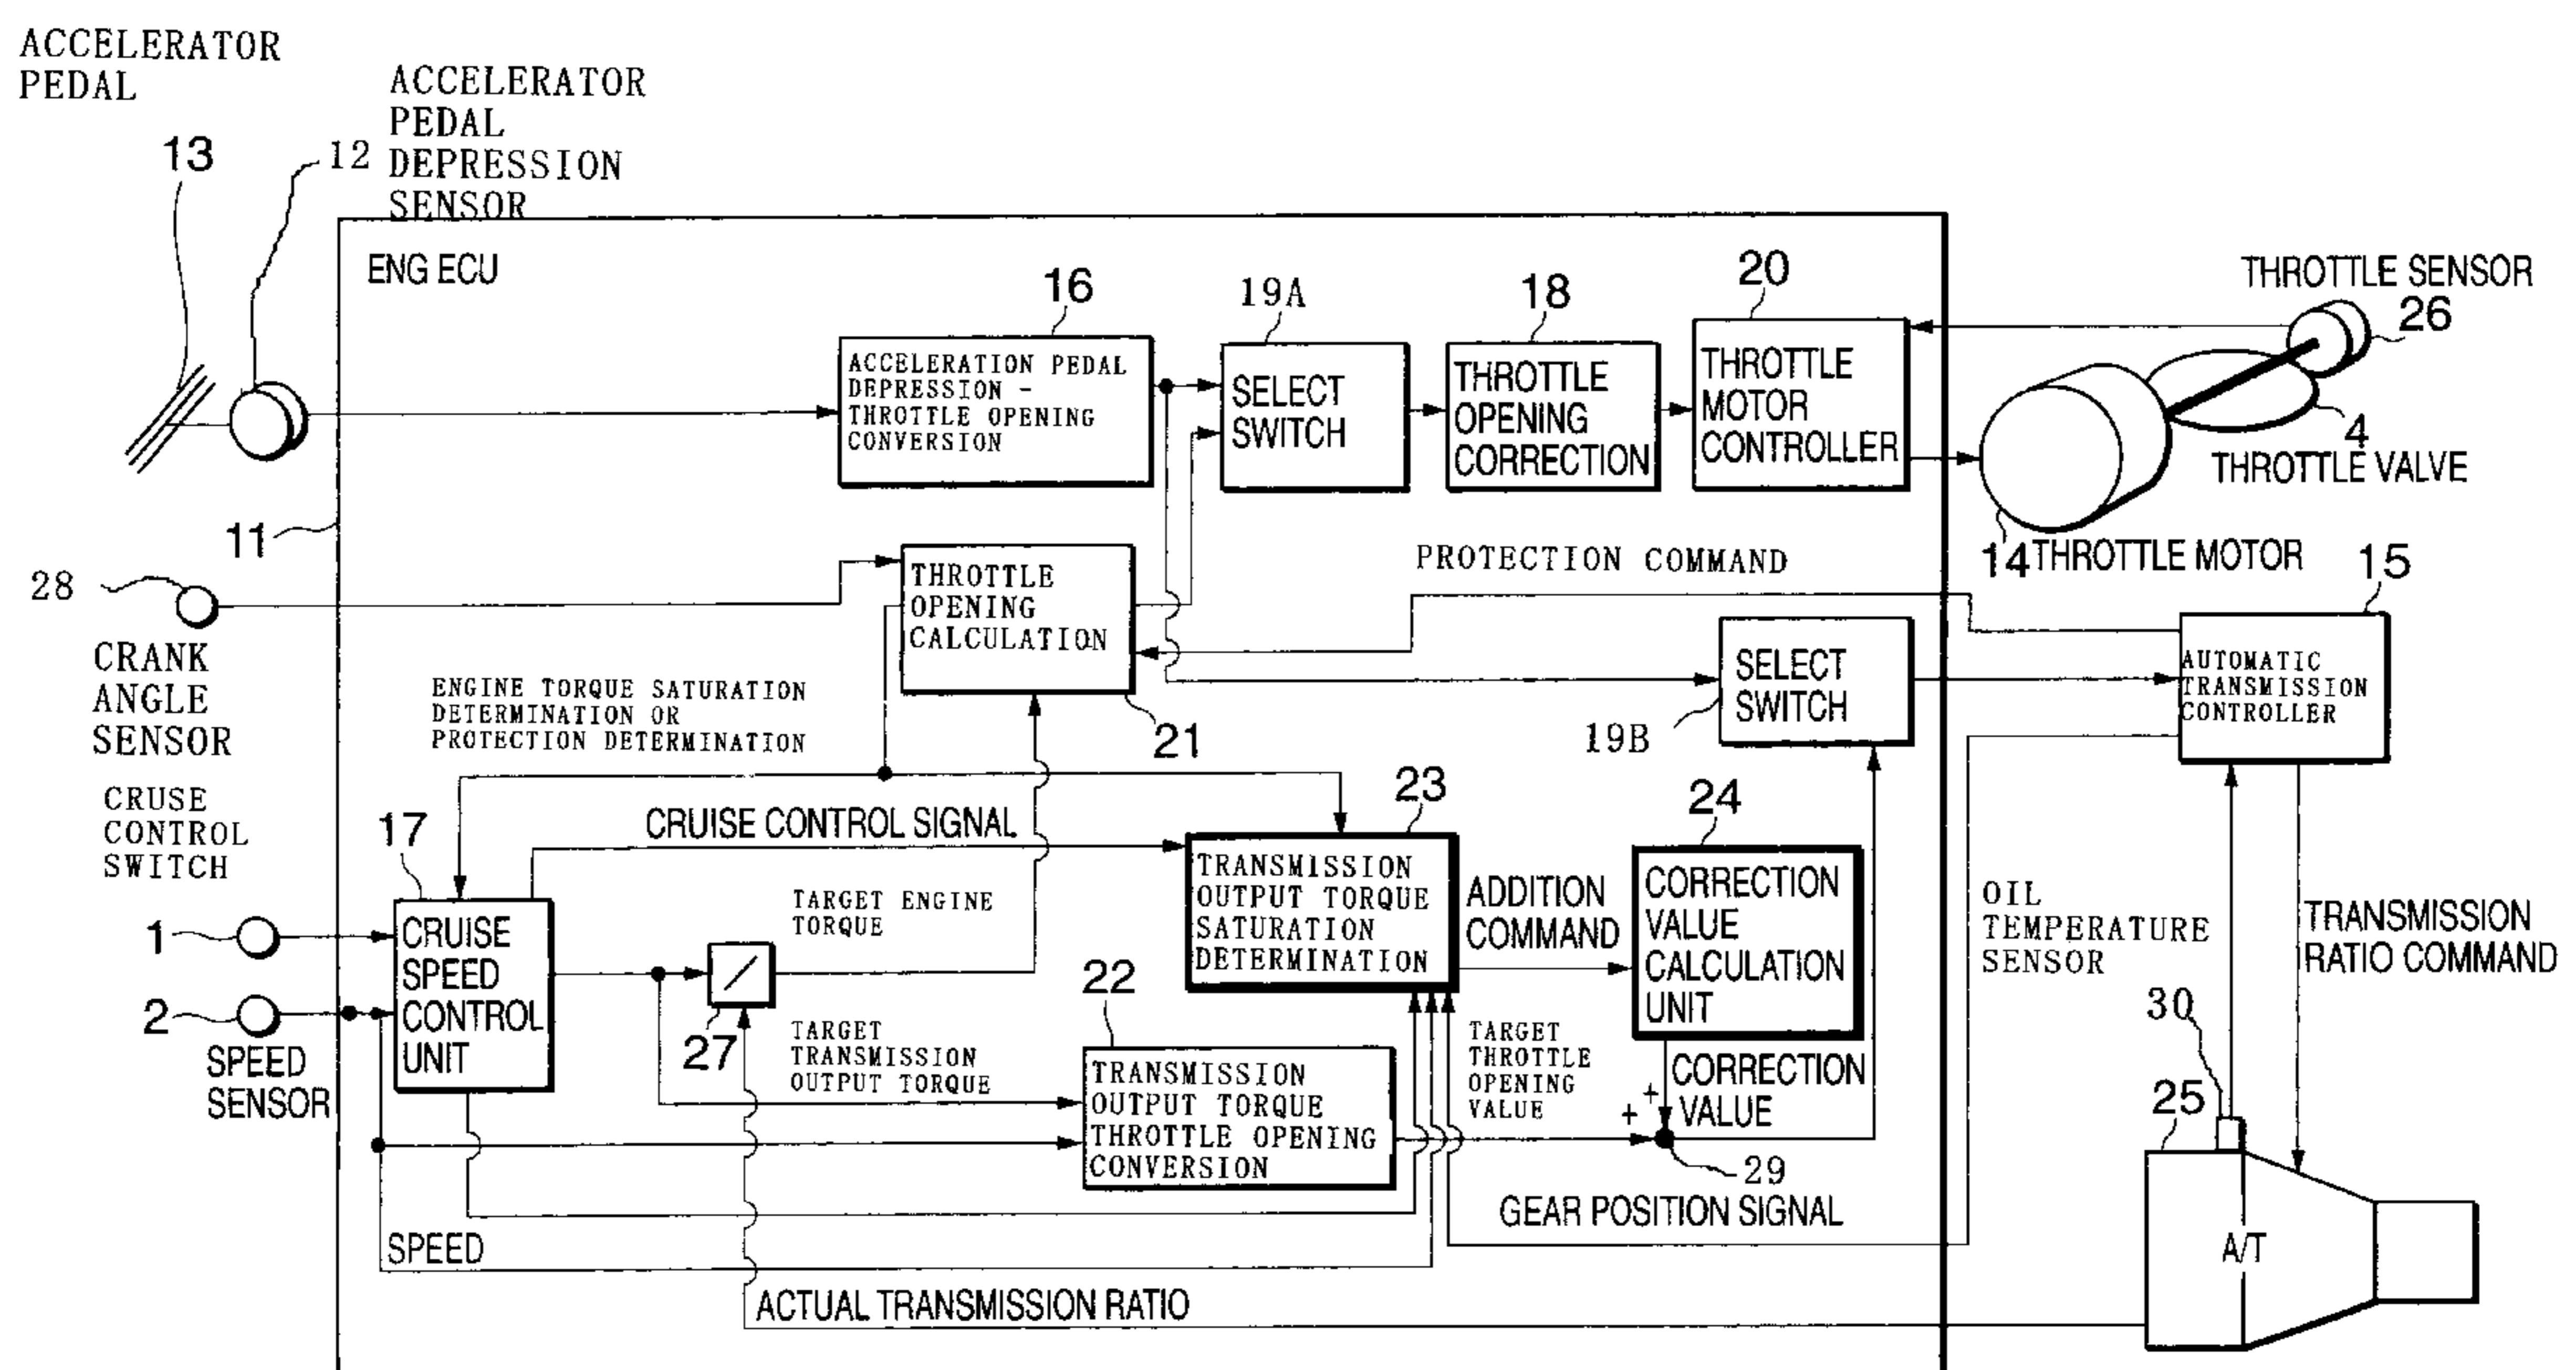 ACCELERATOR
PEDAL
ACCELERATOR
PEDAL
DEPRESSION
SENSOR
13
12
ENG ECU
16
19A
18
20
THROTTLE SENSOR
26
ACCELERATION PEDAL
DEPRESSION -
THROTTLE OPENING
CONVERSION
SELECT
SWITCH
THROTTLE
OPENING
CORRECTION
THROTTLE
MOTOR
CONTROLLER
4
THROTTLE VALVE
11
14 THROTTLE MOTOR
28
CRANK
ANGLE
SENSOR
THROTTLE
OPENING
CALCULATION
21
PROTECTION COMMAND
15
SELECT
SWITCH
19B
AUTOMATIC
TRANSMISSION
CONTROLLER
ENGINE TORQUE SATURATION
DETERMINATION OR
PROTECTION DETERMINATION
CRUSE
CONTROL
SWITCH
17
CRUISE CONTROL SIGNAL
23
24
1
2
SPEED
SENSOR
CRUISE
SPEED
CONTROL
UNIT
TARGET ENGINE
TORQUE
27
TARGET
TRANSMISSION
OUTPUT TORQUE
TRANSMISSION
OUTPUT TORQUE
SATURATION
DETERMINATION
ADDITION
COMMAND
CORRECTION
VALUE
CALCULATION
UNIT
OIL
TEMPERATURE
SENSOR
TRANSMISSION
RATIO COMMAND
22
TRANSMISSION
OUTPUT TORQUE
THROTTLE OPENING
CONVERSION
TARGET
THROTTLE
OPENING
VALUE
+
+
CORRECTION
VALUE
29
30
25
GEAR POSITION SIGNAL
SPEED
A/T
ACTUAL TRANSMISSION RATIO